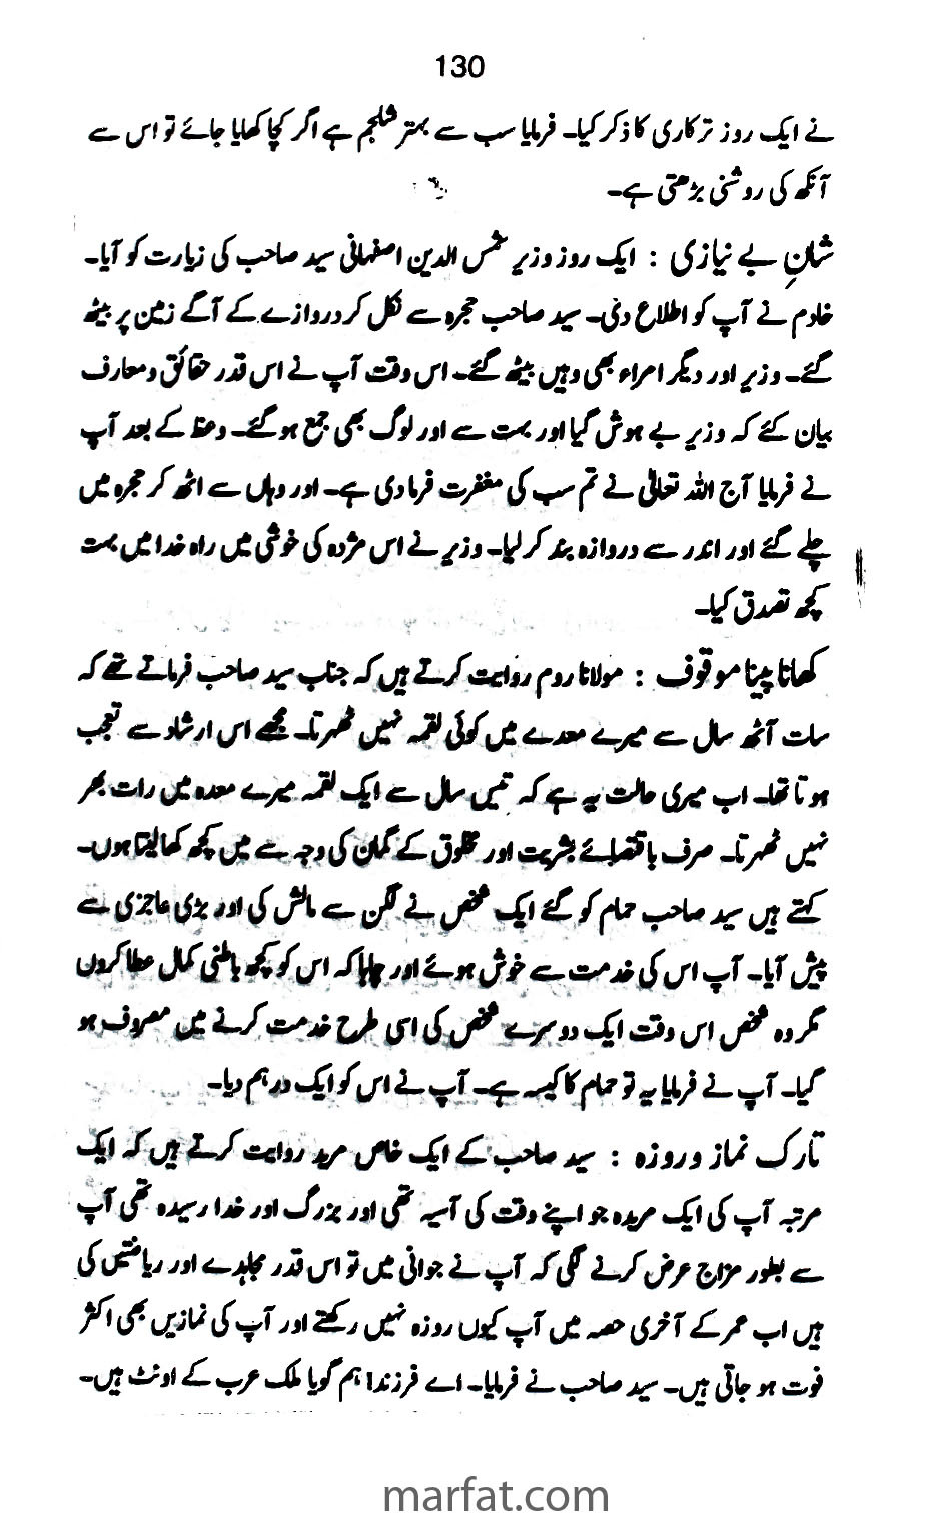 130
نے ایک روز ترکاری کا ذکر کیا۔ فرمایا سب سے بہتر شلجم ہے اگر کچا کھایا جائے تو اس سے
آنکھ کی روشنی بڑھتی ہے۔
شانِ بے نیازی : ایک روز وزیر شمس الدین اصفہانی سید صاحب کی زیارت کو آیا۔
خادم نے آپ کو اطلاع دی۔ سید صاحب حجرہ سے نکل کر دروازے کے آگے زمین پر بیٹھ
گئے۔ وزیر اور دیگر امراء بھی وہیں بیٹھ گئے۔ اس وقت آپ نے اس قدر حقائق و معارف
بیان کئے کہ وزیر بے ہوش گیا اور بہت سے اور لوگ بھی جمع ہو گئے۔ وعظ کے بعد آپ
نے فرمایا آج اللہ تعالیٰ نے تم سب کی مغفرت فرما دی ہے۔ اور وہاں سے اٹھ کر حجرہ میں
چلے گئے اور اندر سے دروازہ بند کر لیا۔ وزیر نے اس مژدہ کی خوشی میں راہ خدا میں بہت
کچھ تصدق کیا۔
کھانا پینا موقوف : مولانا روم روایت کرتے ہیں کہ جناب سید صاحب فرماتے تھے کہ
سات آٹھ سال سے میرے معدے میں کوئی لقمہ نہیں ٹھہرتا۔ مجھے اس ارشاد سے تعجب
ہوتا تھا۔ اب میری حالت یہ ہے کہ تیس سال سے ایک لقمہ میرے معدہ میں رات بھر
نہیں ٹھہرتا۔ صرف باقتضائے بشریت اور مخلوق کے گمان کی وجہ سے میں کچھ کھا لیتا ہوں۔
کہتے ہیں سید صاحب حمام کو گئے ایک شخص نے لگن سے مالش کی اور بڑی عاجزی سے
پیش آیا۔ آپ اس کی خدمت سے خوش ہوئے اور چاہا کہ اس کو کچھ باطنی کمال عطا کروں
مگر وہ شخص اس وقت ایک دوسرے شخص کی اسی طرح خدمت کرنے میں مصروف ہو
گیا۔ آپ نے فرمایا یہ تو حمام کا کیسہ ہے۔ آپ نے اس کو ایک درہم دیا۔
تارک نماز و روزہ : سید صاحب کے ایک خاص مرید روایت کرتے ہیں کہ ایک
مرتبہ آپ کی ایک مریدہ جو اپنے وقت کی آسیہ تھی اور بزرگ اور خدا رسیدہ تھی آپ
سے بطور مزاج عرض کرنے لگی کہ آپ نے جوانی میں تو اس قدر مجاہدے اور ریاضتیں کی
ہیں اب عمر کے آخری حصہ میں آپ کیوں روزہ نہیں رکھتے اور آپ کی نمازیں بھی اکثر
فوت ہو جاتی ہیں۔ سید صاحب نے فرمایا۔ اے فرزند! ہم گویا ملک عرب کے اونٹ ہیں۔
marfat.com